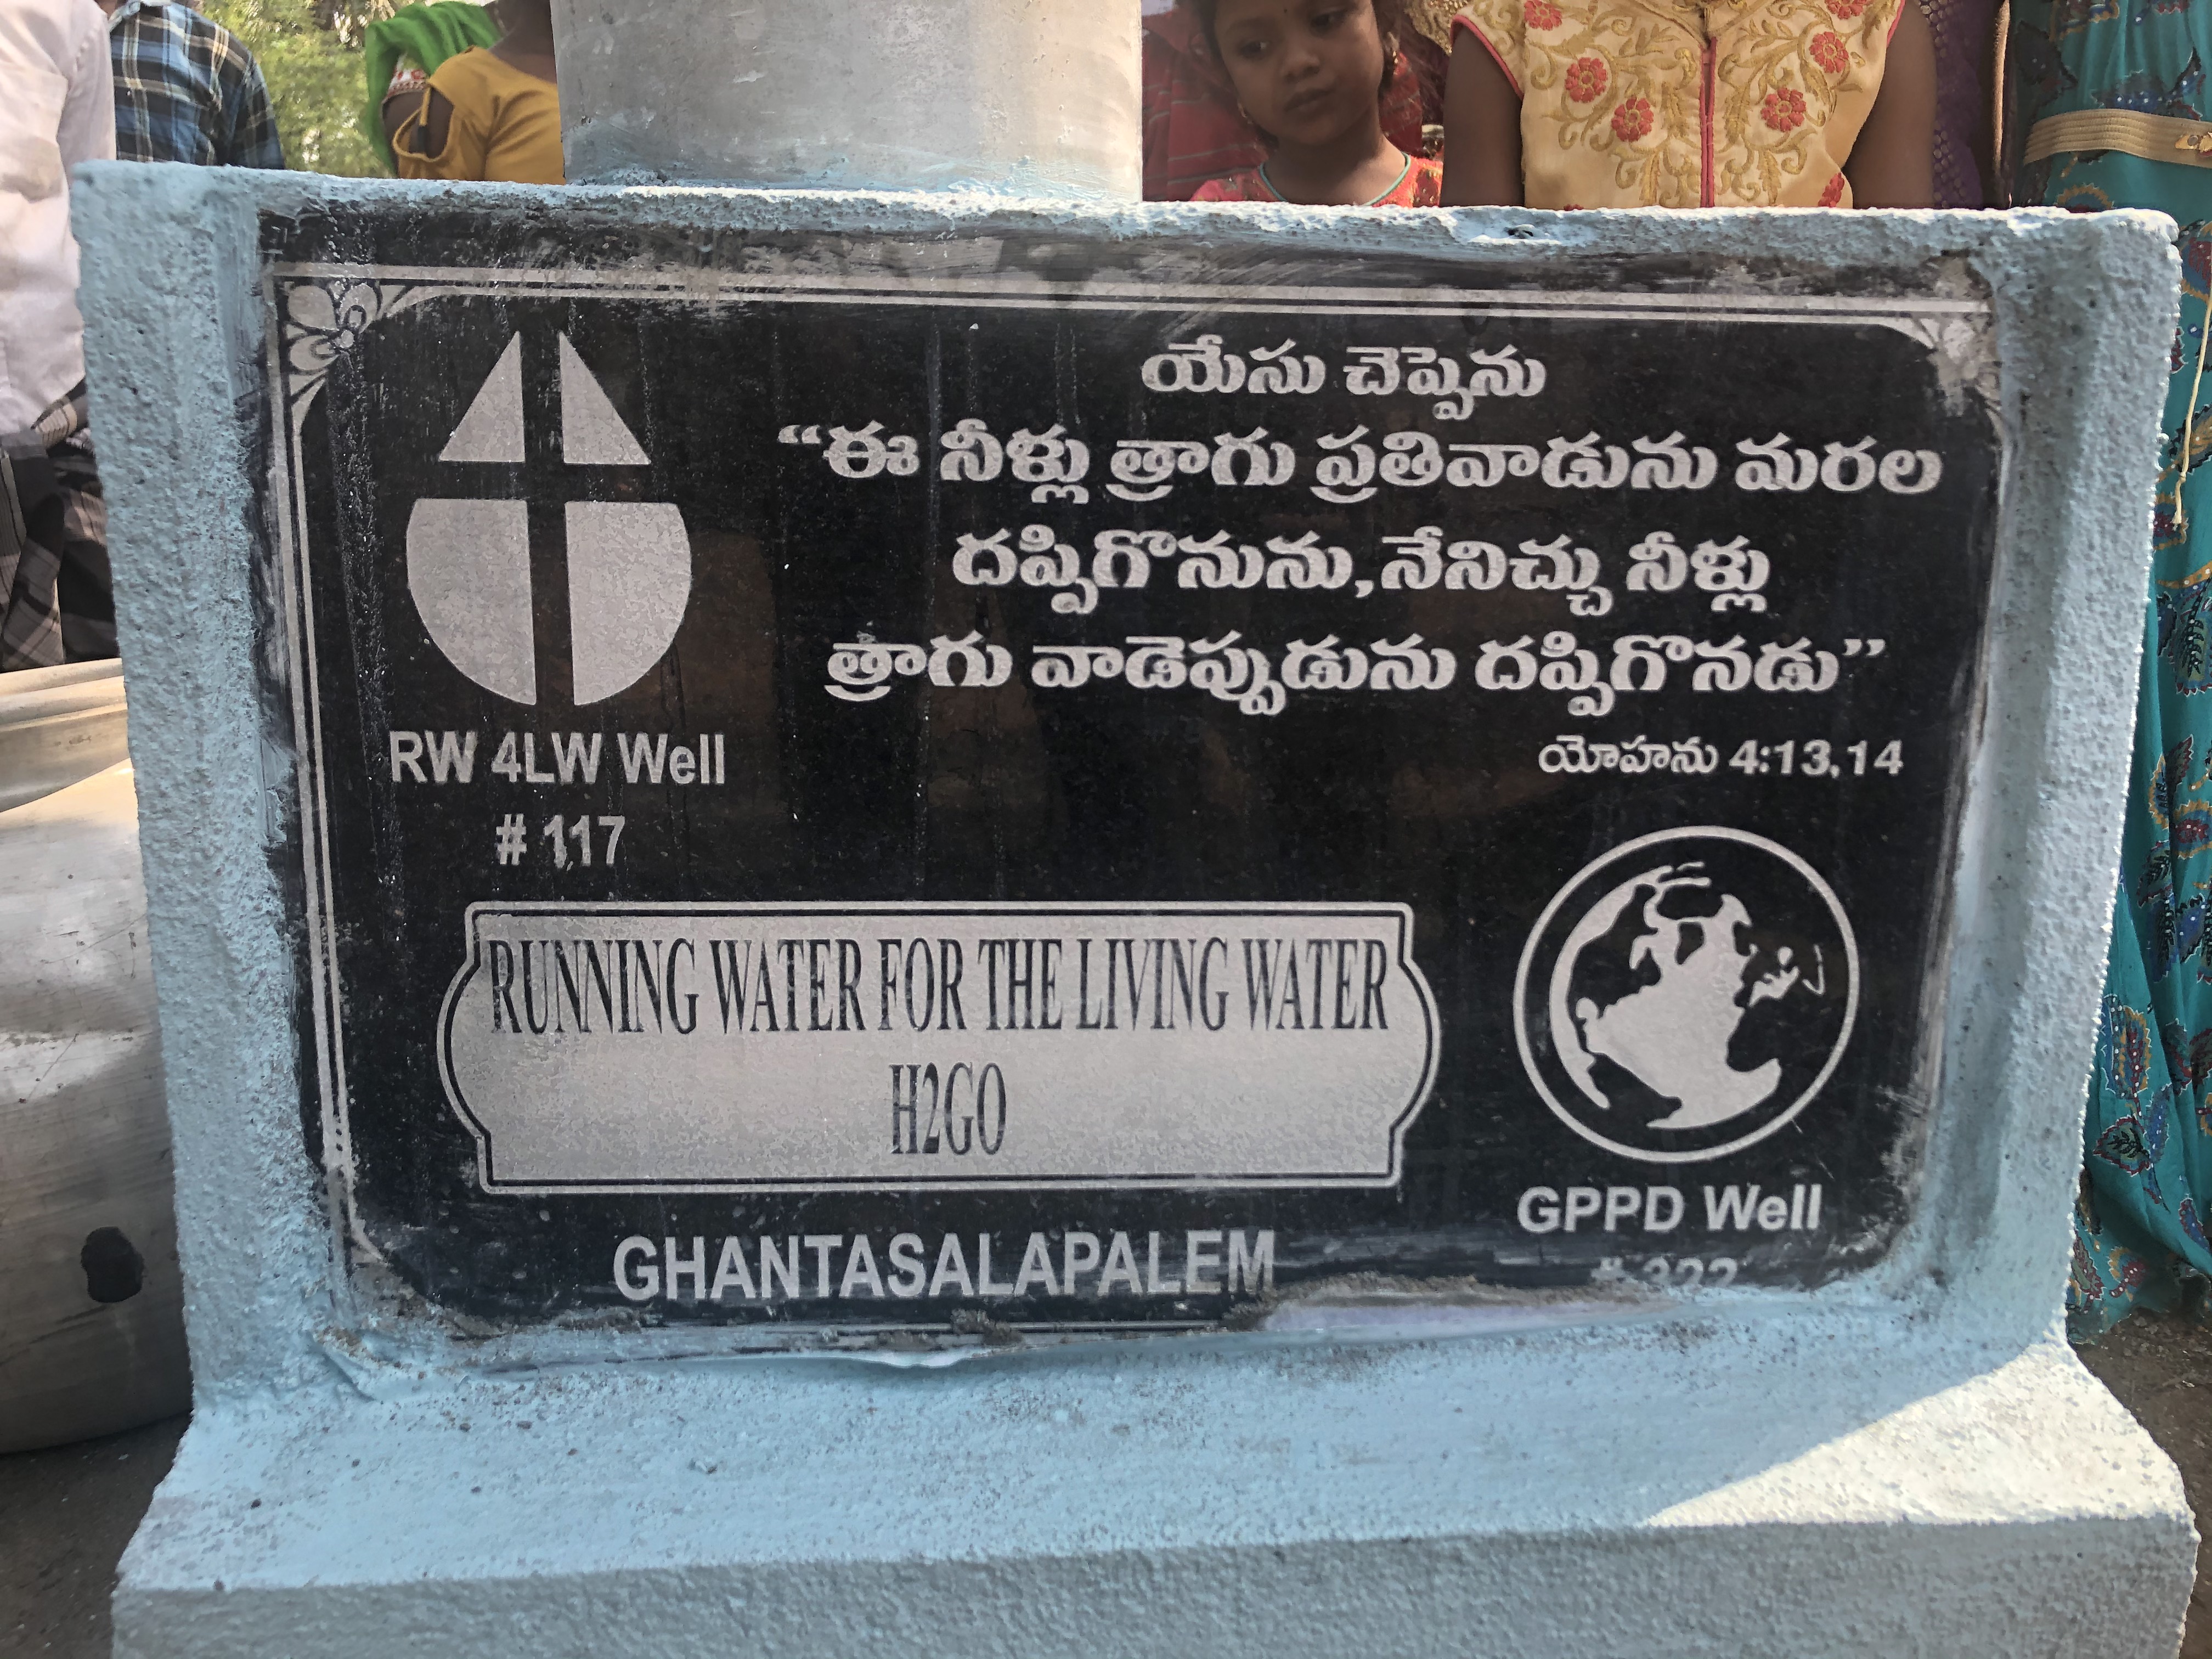 యేసు చెప్పెను
“ఈ నీళ్లు త్రాగు ప్రతివాడును మరల
దప్పిగొనును, నేనిచ్చు నీళ్లు
త్రాగు వాడెప్పుడును దప్పిగొనడు”
యోహను 4:13,14
RW 4LW Well
# 117
RUNNING WATER FOR THE LIVING WATER
H2GO
GPPD Well
GHANTASALAPALEM